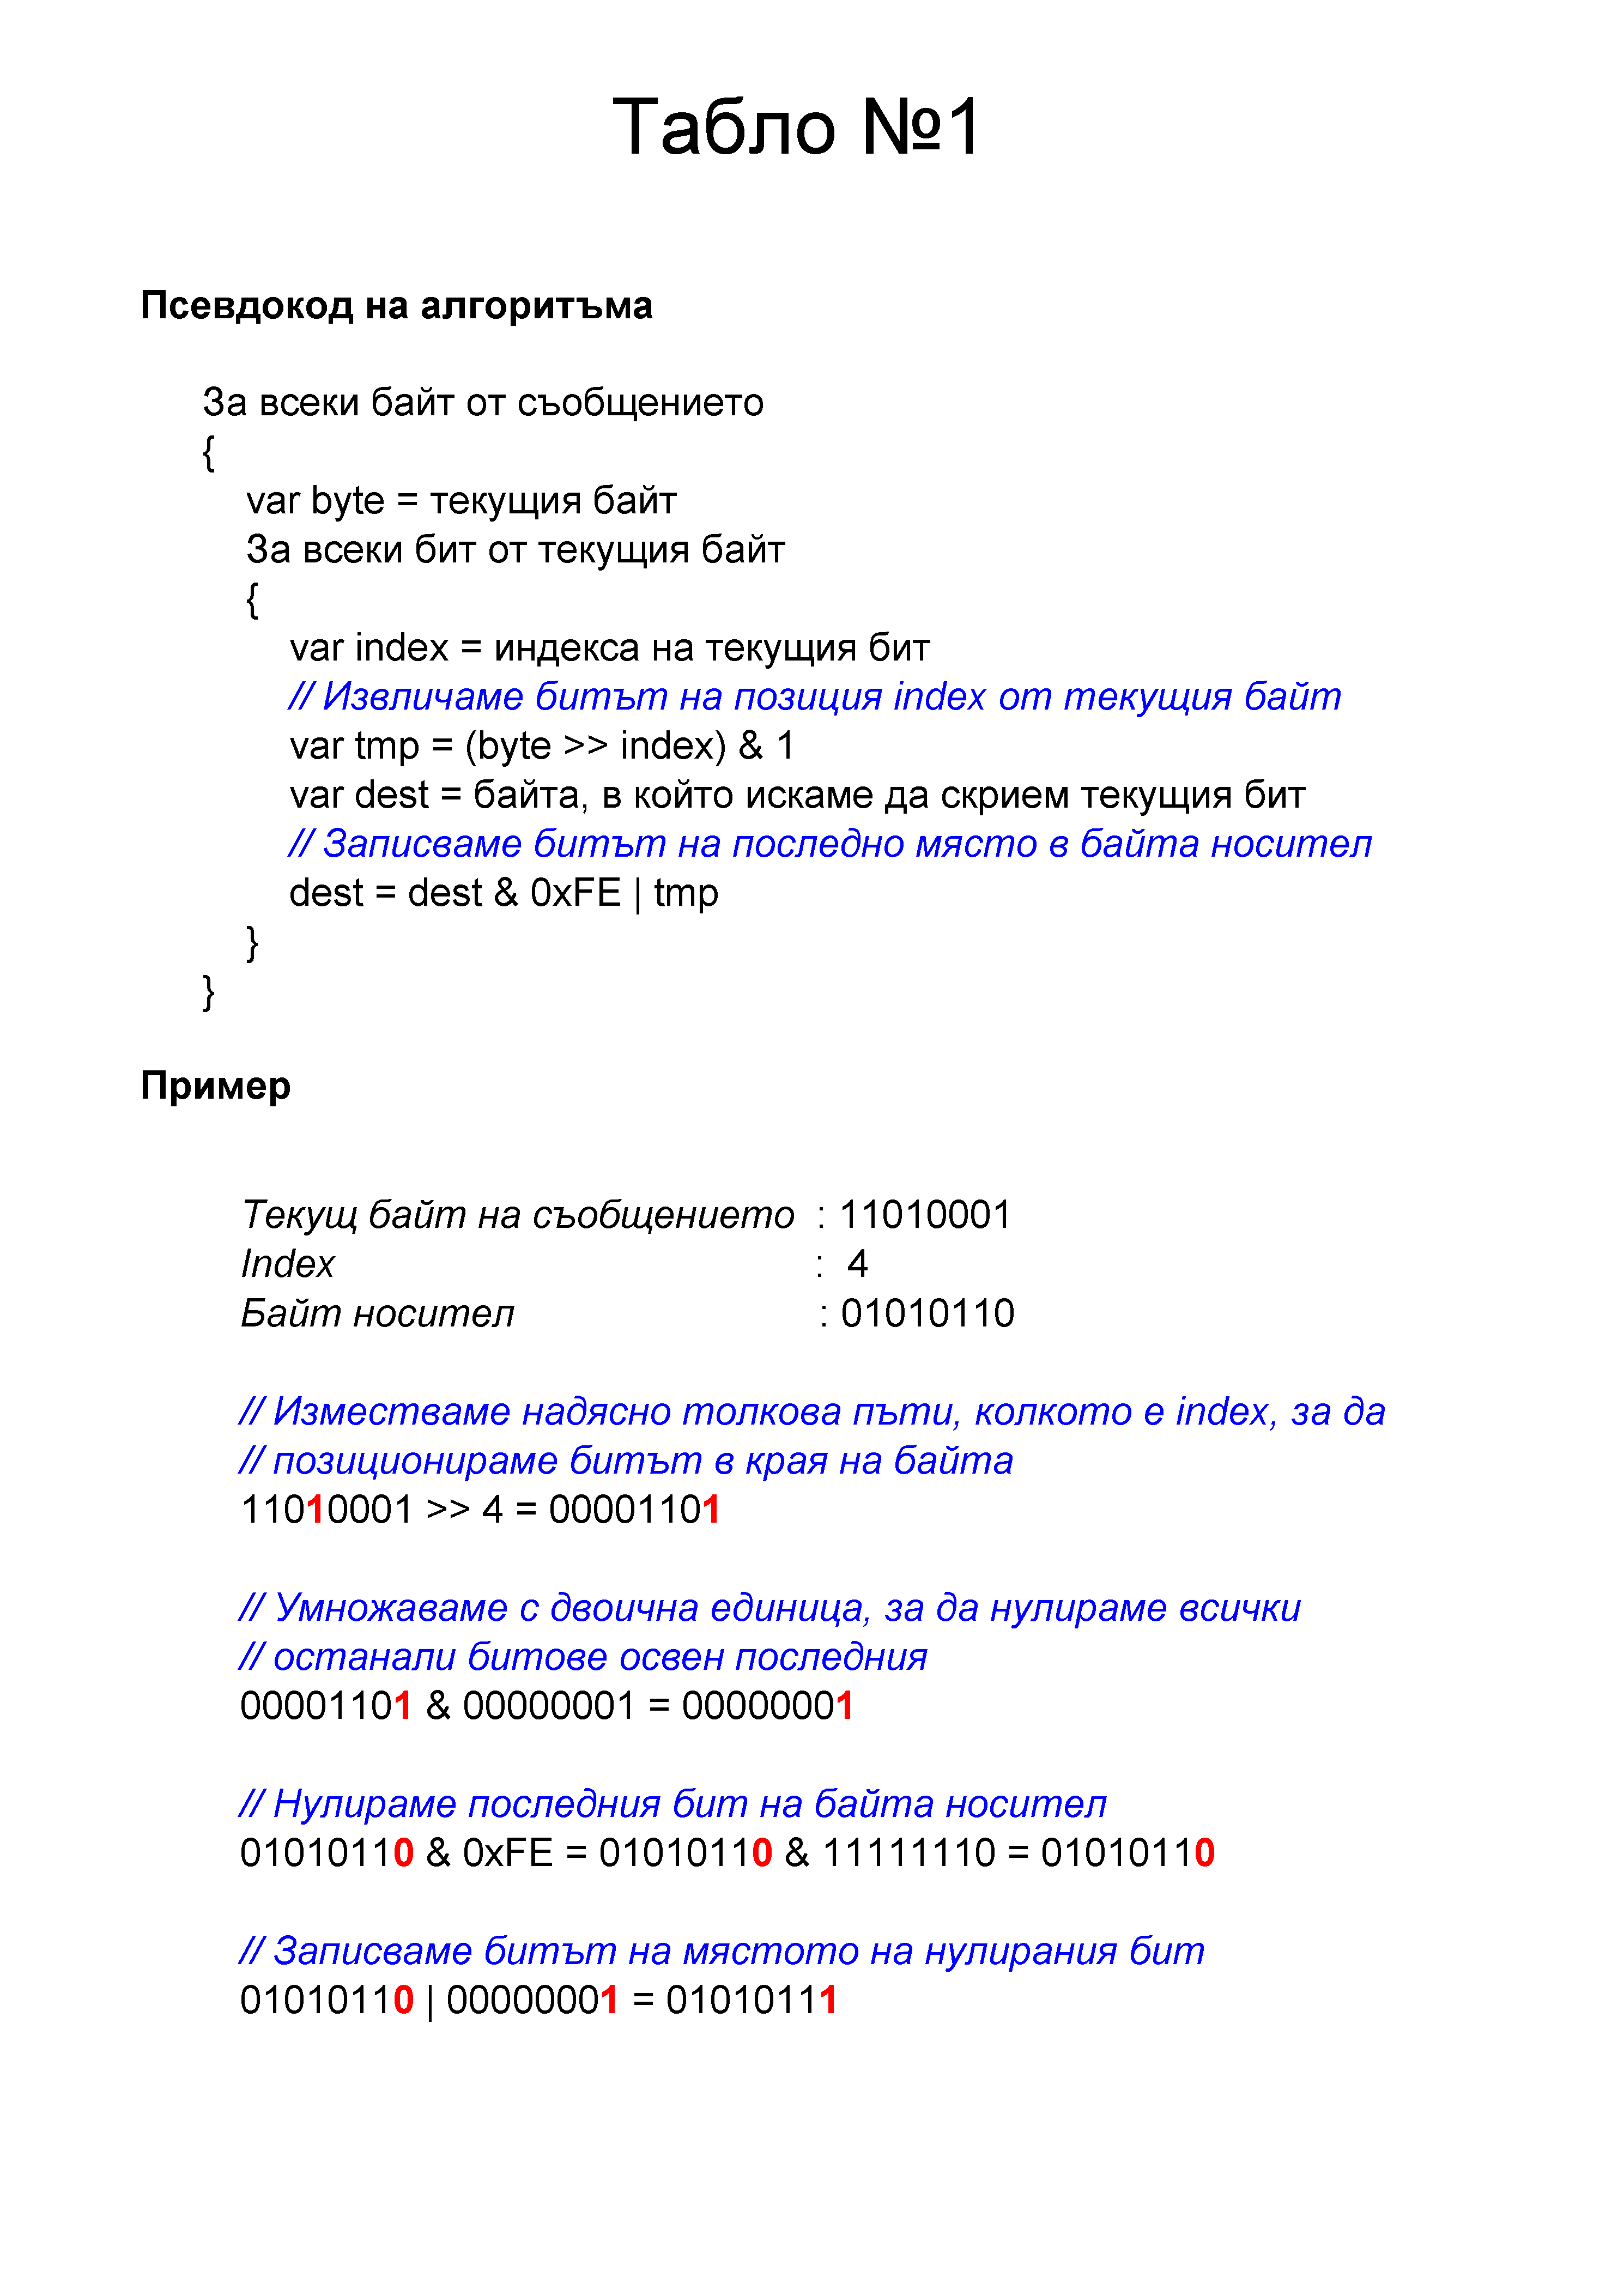 Табло №1
Псевдокод на алгоритъма
За всеки байт от съобщението
{
var byte = текущия байт
За всеки бит от текущия байт
{
var index = индекса на текущия бит
// Извличаме битът на позиция index от текущия байт
var tmp = (byte >> index) & 1
var dest = байта, в който искаме да скрием текущия бит
// Записваме битът на последно място в байта носител
dest = dest & 0xFE | tmp
}
}
Пример
Текущ байт на съобщението : 11010001
Index : 4
Байт носител : 01010110
// Изместваме надясно толкова пъти, колкото е index, за да
// позиционираме битът в края на байта
11010001 >> 4 = 00001101
// Умножаваме с двоична единица, за да нулираме всички
// останали битове освен последния
00001101 & 00000001 = 00000001
// Нулираме последния бит на байта носител
01010110 & 0xFE = 01010110 & 11111110 = 01010110
// Записваме битът на мястото на нулирания бит
01010110 | 00000001 = 01010111